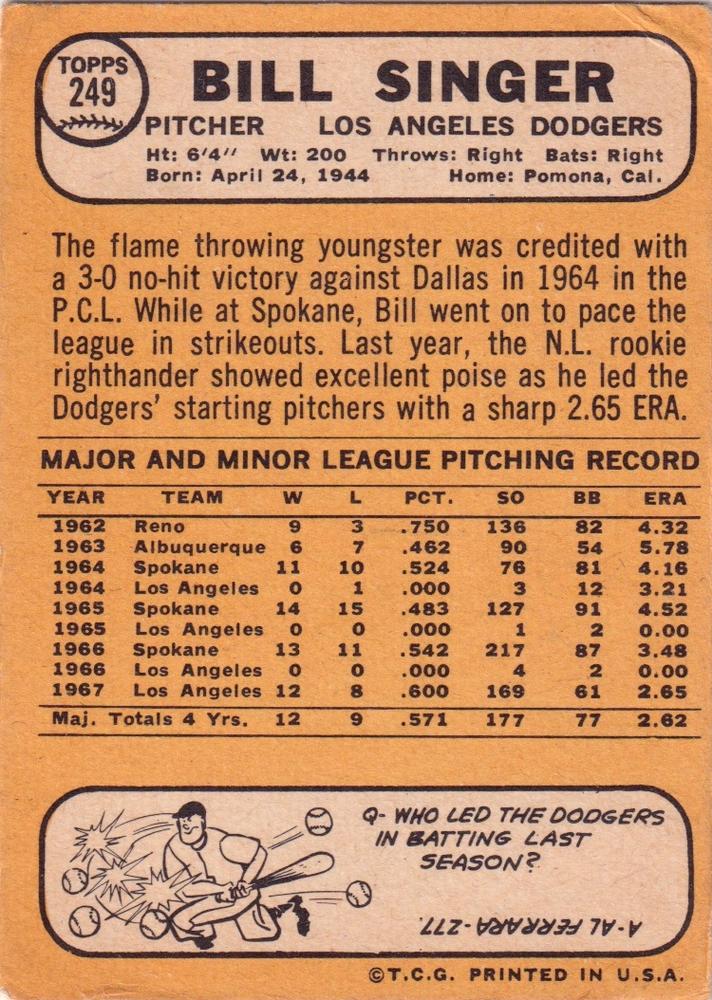 TOPPS
249
BILL SINGER
PITCHER LOS ANGELES DODGERS
Ht: 6'4" Wt: 200 Throws: Right Bats: Right
Born: April 24, 1944 Home: Pomona, Cal.
The flame throwing youngster was credited with
a 3-0 no-hit victory against Dallas in 1964 in the
P.C.L. While at Spokane, Bill went on to pace the
league in strikeouts. Last year, the N.L. rookie
righthander showed excellent poise as he led the
Dodgers' starting pitchers with a sharp 2.65 ERA.
MAJOR AND MINOR LEAGUE PITCHING RECORD
YEAR TEAM W L PCT. SO BB ERA
1962 Reno 9 3 .750 136 82 4.32
1963 Albuquerque 6 7 .462 90 54 5.78
1964 Spokane 11 10 .524 76 81 4.16
1964 Los Angeles 0 1 .000 3 12 3.21
1965 Spokane 14 15 .483 127 91 4.52
1965 Los Angeles 0 0 .000 1 2 0.00
1966 Spokane 13 11 .542 217 87 3.48
1966 Los Angeles 0 0 .000 4 2 0.00
1967 Los Angeles 12 8 .600 169 61 2.65
Maj. Totals 4 Yrs. 12 9 .571 177 77 2.62
Q- WHO LED THE DODGERS
IN BATTING LAST
SEASON?
A- AL FERRARA-.277.
©T.C.G. PRINTED IN U.S.A.